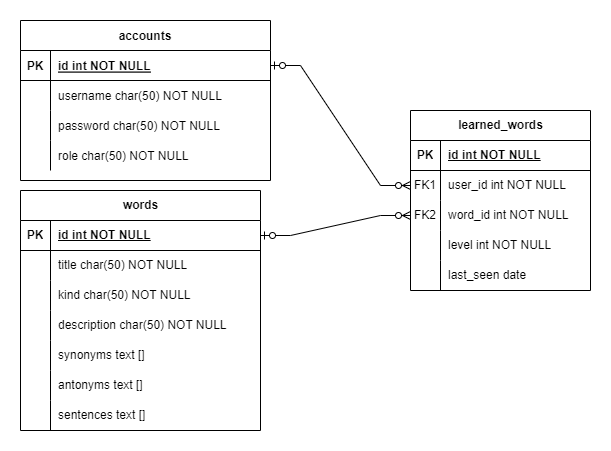 accounts
PK id int NOT NULL
username char(50) NOT NULL
password char(50) NOT NULL
role char(50) NOT NULL
words
PK id int NOT NULL
title char(50) NOT NULL
kind char(50) NOT NULL
description char(50) NOT NULL
synonyms text []
antonyms text []
sentences text []
learned_words
PK id int NOT NULL
FK1 user_id int NOT NULL
FK2 word_id int NOT NULL
level int NOT NULL
last_seen date